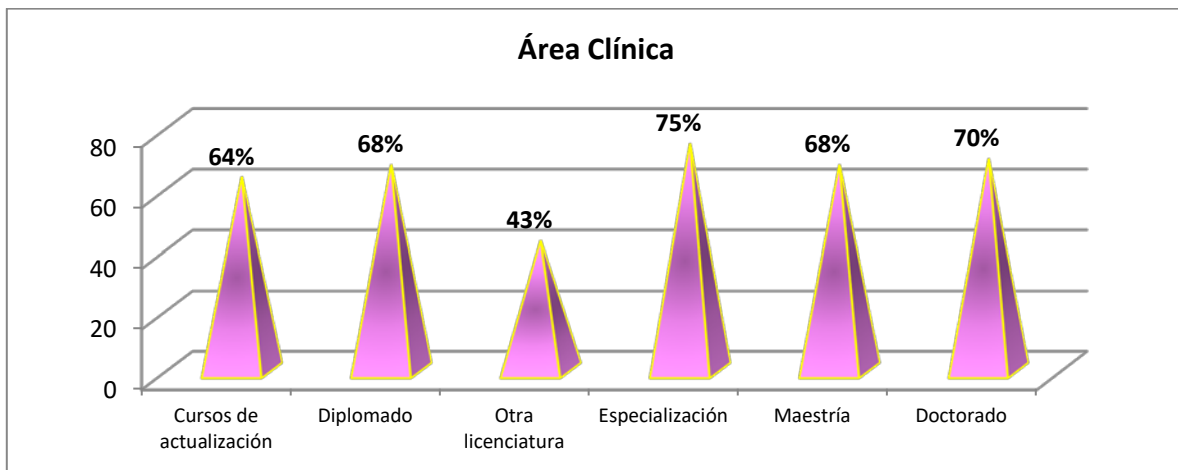 Área Clínica
80
60
40
20
0
64%
68%
43%
75%
68%
70%
Cursos de
actualización
Diplomado
Otra
licenciatura
Especialización
Maestría
Doctorado